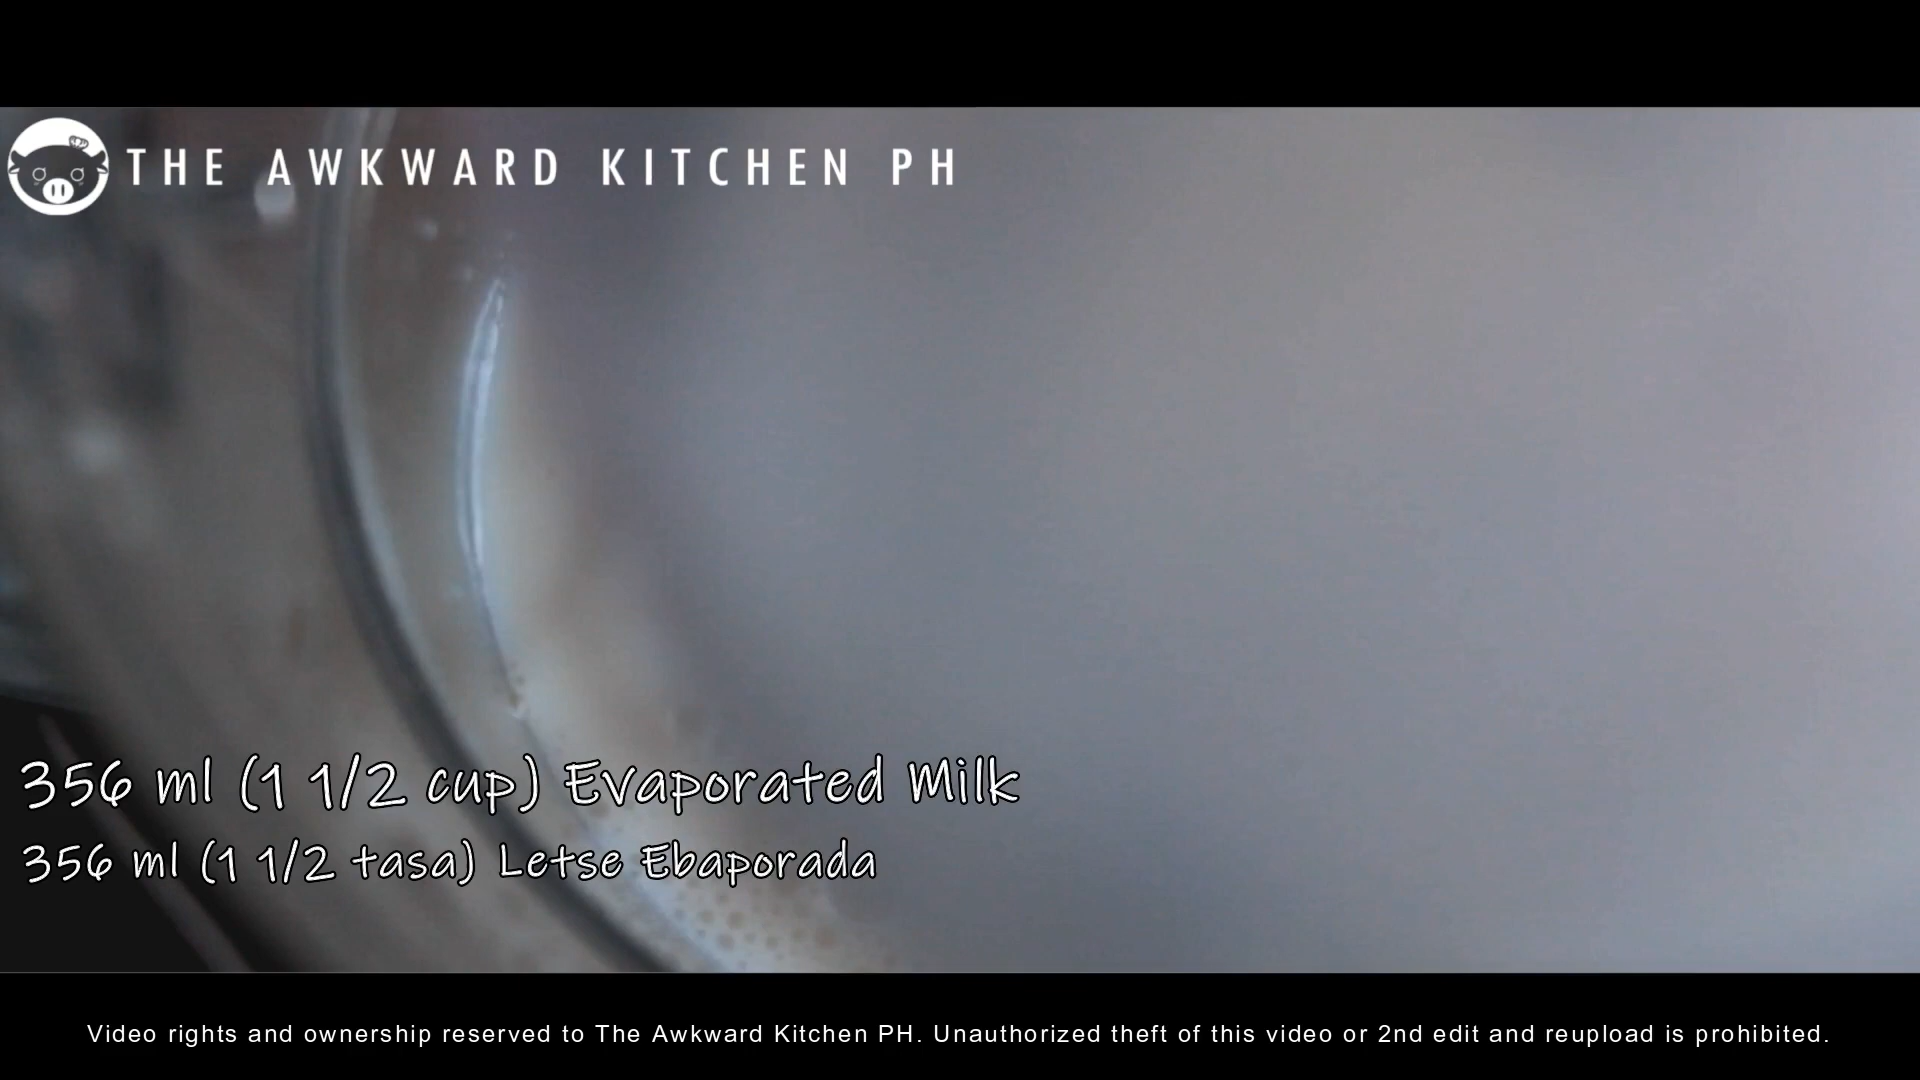 THE AWKWARD KITCHEN PH
356 ml (1 1/2 cup) Evaporated Milk
356 ml (1 1/2 tasa) Letse Ebaporada
Video rights and ownership reserved to The Awkward Kitchen PH. Unauthorized theft of this video or 2nd edit and reupload is prohibited.